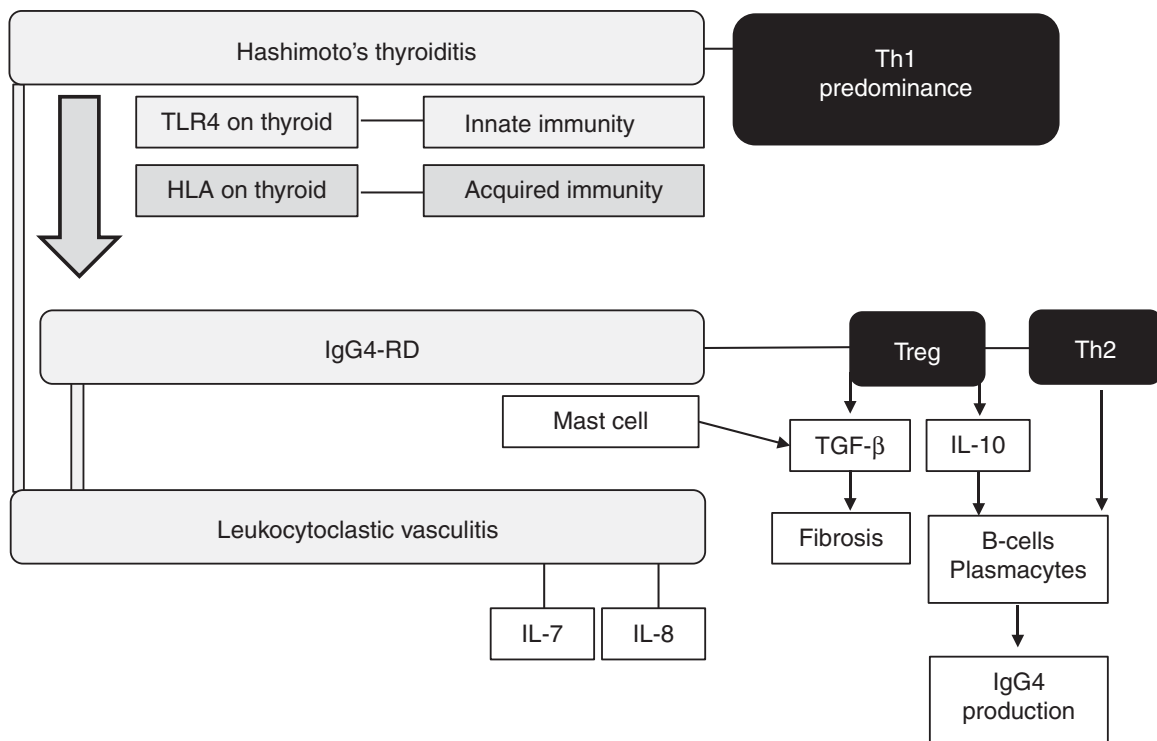 Hashimoto’s thyroiditis
Th1
predominance
TLR4 on thyroid
Innate immunity
HLA on thyroid
Acquired immunity
IgG4-RD
Treg
Th2
Mast cell
TGF-β
IL-10
Leukocytoclastic vasculitis
Fibrosis
B-cells
Plasmacytes
IL-7
IL-8
IgG4
production